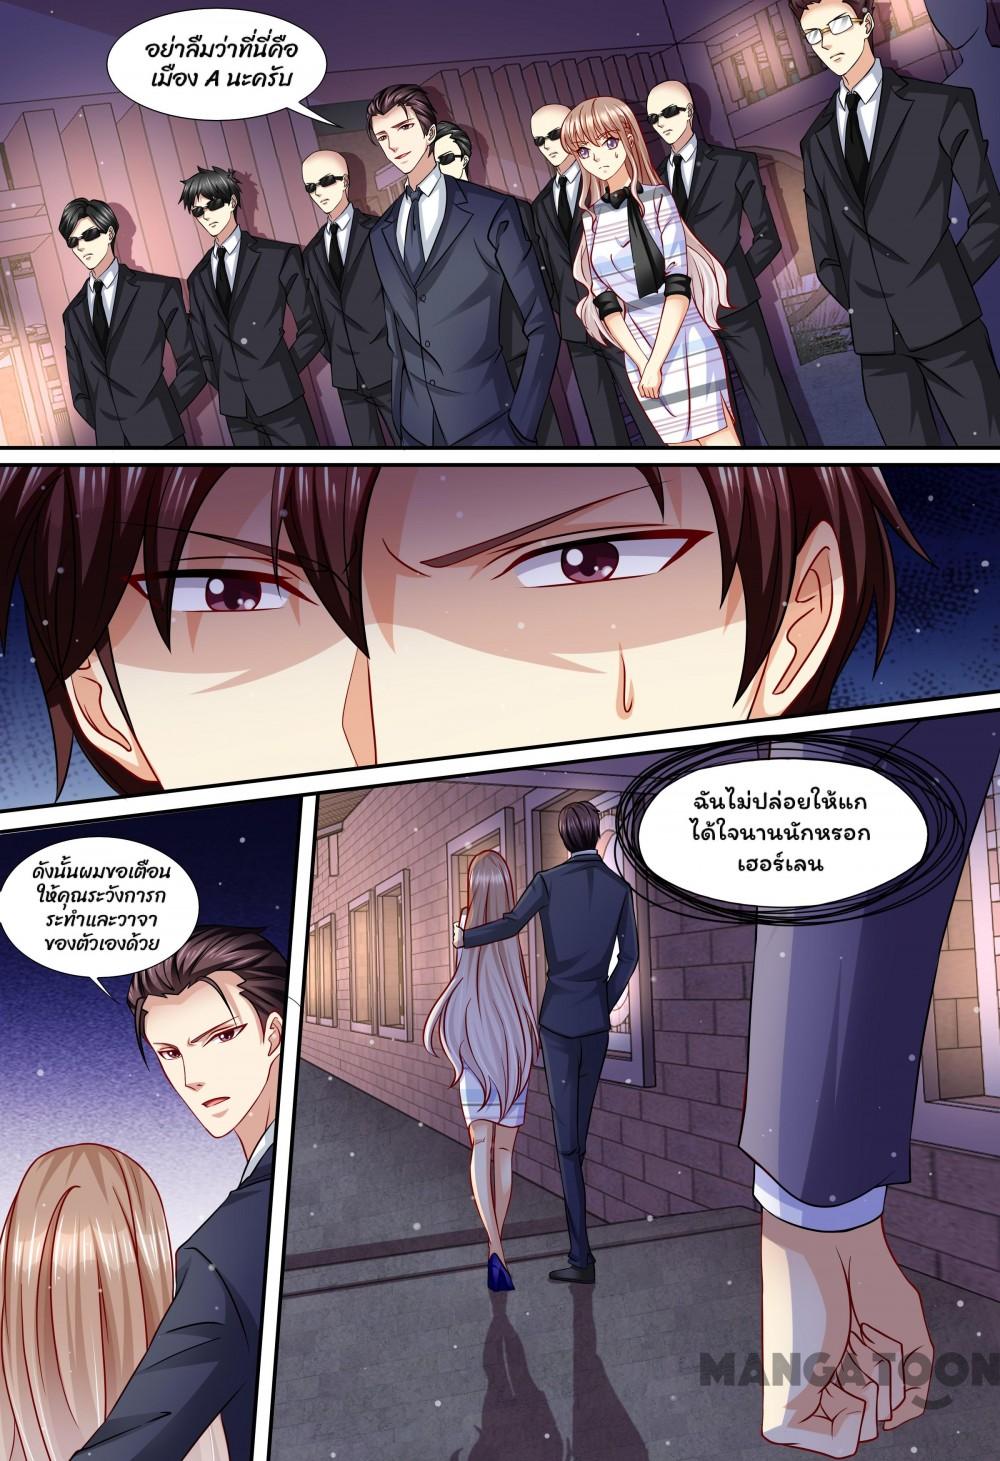 อย่าลืมว่าที่นี่คือ
เมือง A นะครับ
ฉันไม่ปล่อยให้แก
ได้ใจนานนักหรอก
เฮอร์เลน
ดังนั้นผมขอเตือน
ให้คุณระวังการก
ระทำและวาจา
ของตัวเองด้วย
MANGATOON